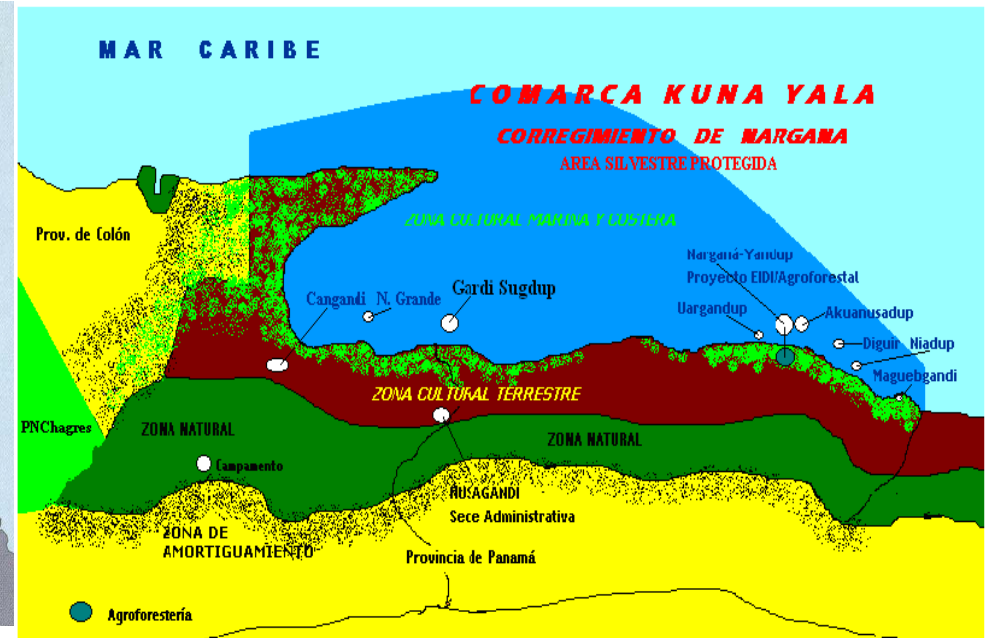 MAR CARIBE
COMARCA KUNA YALA
CORREGIMIENTO DE NARGANA
AREA SILVESTRE PROTEGIDA
ZONA CULTURAL MARINA Y COSTERA
Prov. de Colón
Narganá-Yandup
Proyecto EIDI/Agroforestal
Cangandi N. Grande
Gardi Sugdup
Uargandup
Akuanusadup
Diguir Niadup
Maguebgandi
ZONA CULTURAL TERRESTRE
PNChagres
ZONA NATURAL
ZONA NATURAL
Campamento
NUSAGANDI
Sece Administrativa
ZONA DE
AMORTIGUAMIENTO
Provincia de Panamá
Agroforestería